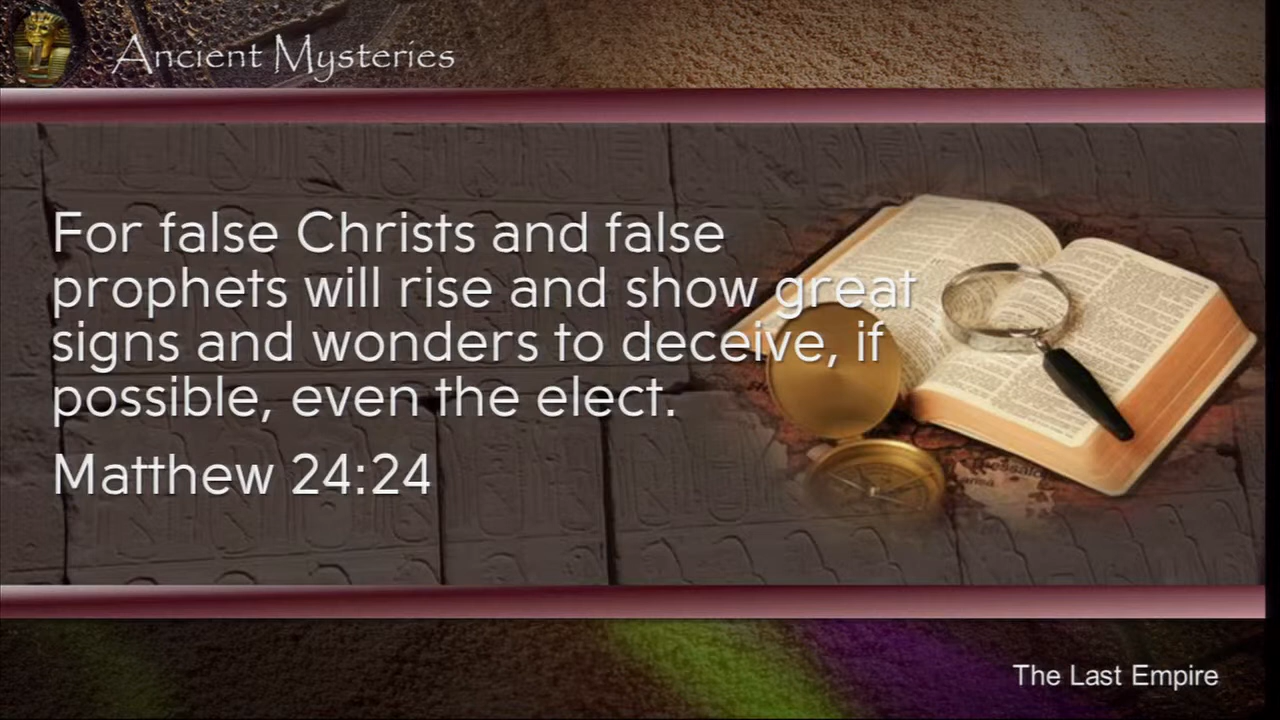 Ancient Mysteries
For false Christs and false
prophets will rise and show great
signs and wonders to deceive, if
possible, even the elect.
Matthew 24:24
The Last Empire